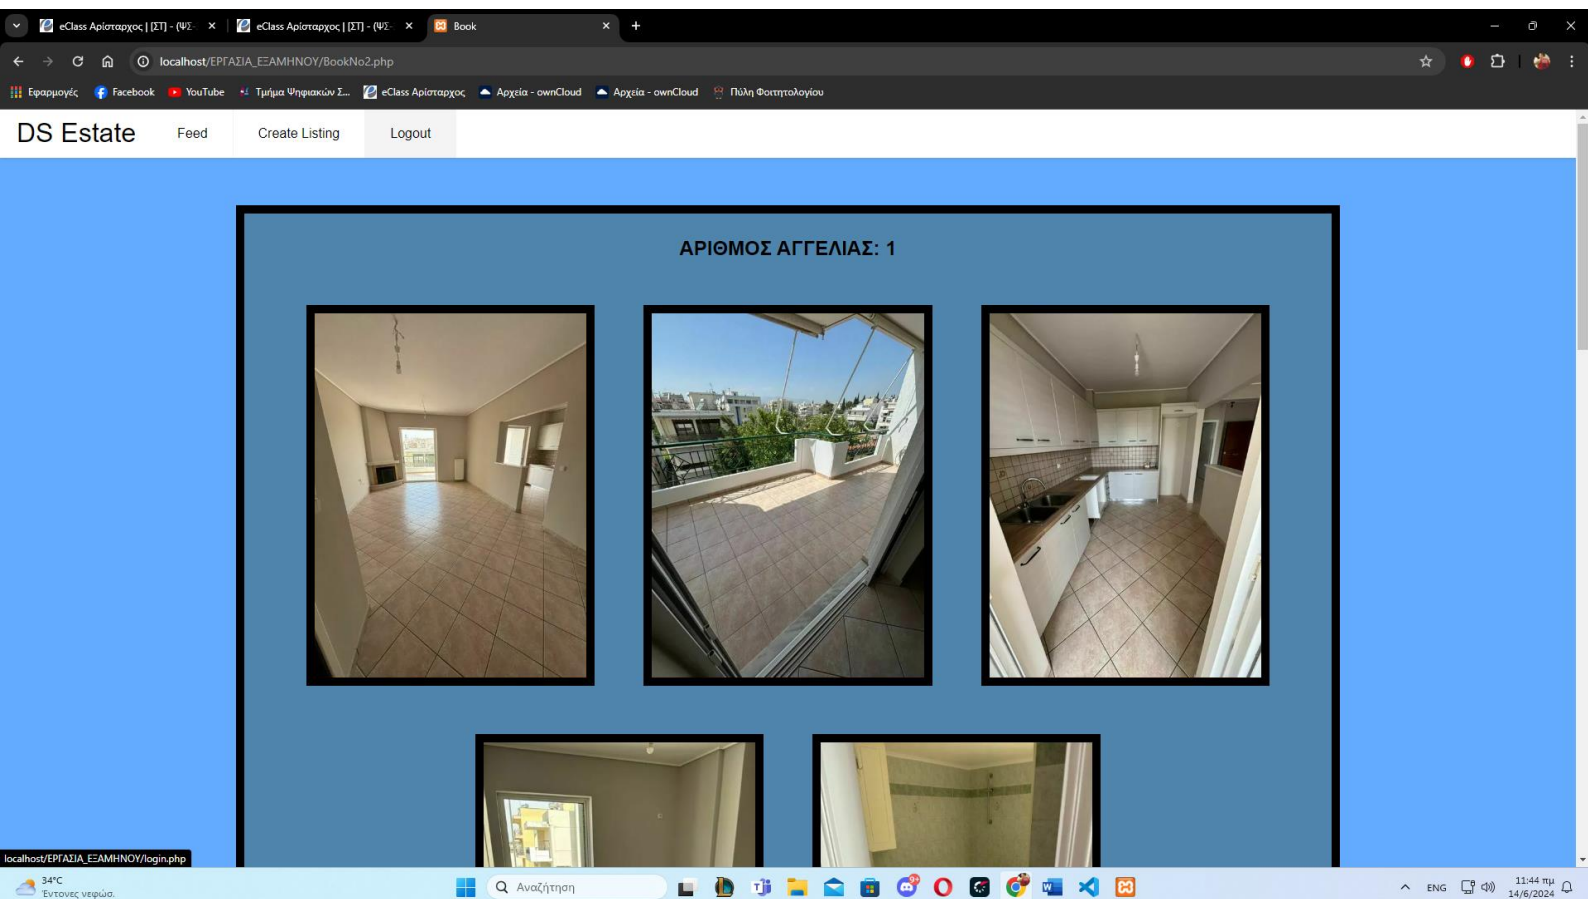 eClass Αρίσταρχος | [ΣΤ] - (ΨΣ-
eClass Αρίσταρχος | [ΣΤ] - (ΨΣ-
Book
localhost/ΕΡΓΑΣΙΑ_ΕΞΑΜΗΝΟΥ/BookNo2.php
Εφαρμογές
Facebook
YouTube
Τμήμα Ψηφιακών Σ...
eClass Αρίσταρχος
Αρχεία - ownCloud
Αρχεία - ownCloud
Πύλη Φοιτητολογίου
DS Estate
Feed
Create Listing
Logout
ΑΡΙΘΜΟΣ ΑΓΓΕΛΙΑΣ: 1
localhost/ΕΡΓΑΣΙΑ_ΕΞΑΜΗΝΟΥ/login.php
34°C
Έντονες νεφώσ.
Αναζήτηση
9+
ENG
11:44 πμ
14/6/2024